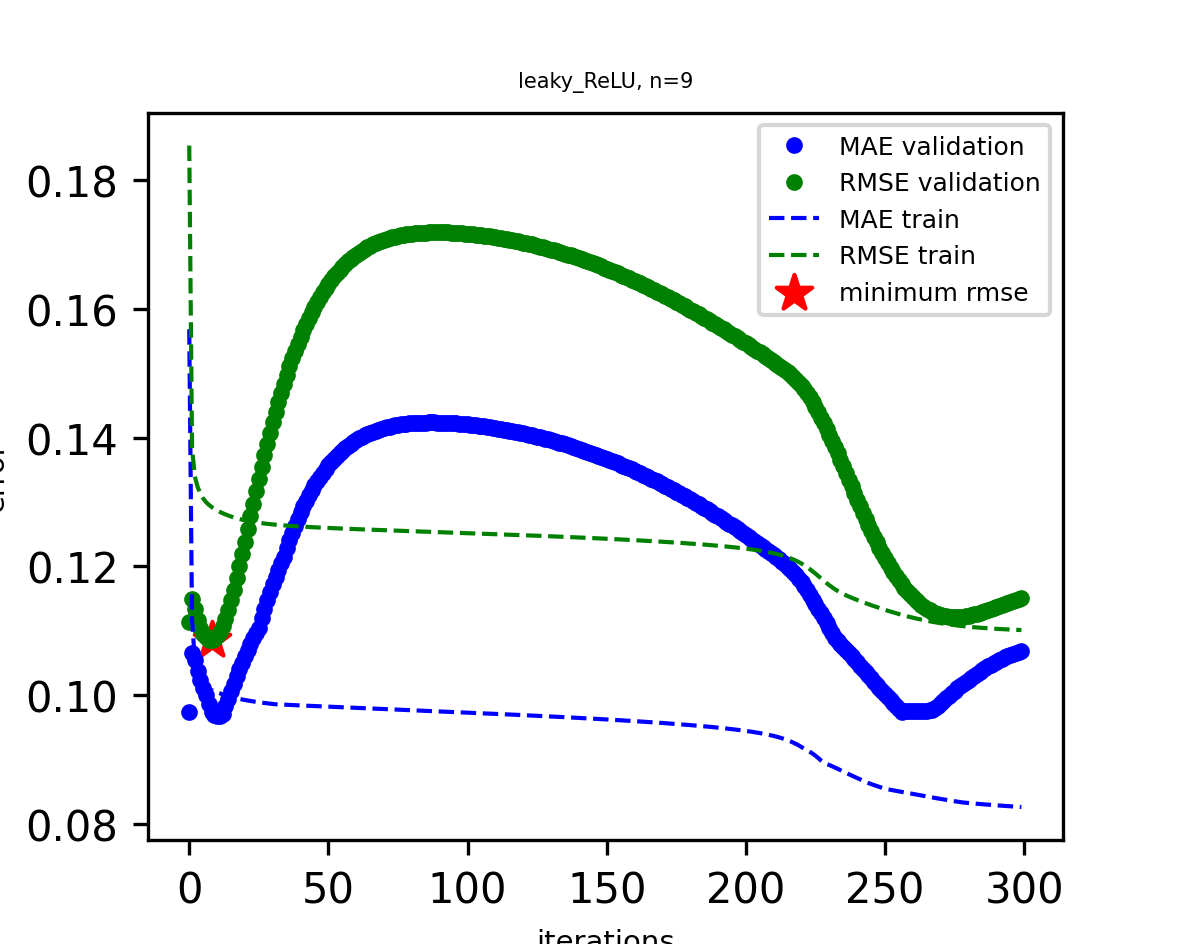 leaky_ReLU, n=9
MAE validation
RMSE validation
MAE train
RMSE train
minimum rmse
0.18
0.16
0.14
0.12
0.10
0.08
0 50 100 150 200 250 300
iterations